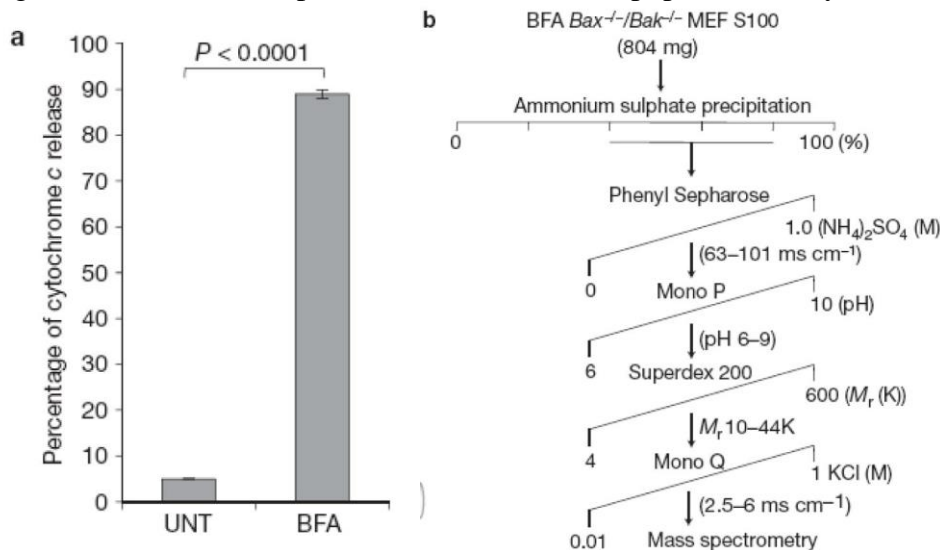 a
P < 0.0001
Percentage of cytochrome c release
100
90
80
70
60
50
40
30
20
10
0
UNT
BFA
b
BFA Bax–/–/Bak–/– MEF S100
(804 mg)
Ammonium sulphate precipitation
0
100 (%)
Phenyl Sepharose
1.0 (NH₄)₂SO₄ (M)
(63–101 ms cm⁻¹)
0
Mono P
10 (pH)
(pH 6–9)
6
Superdex 200
600 (Mᵣ (K))
Mᵣ 10–44K
4
Mono Q
1 KCl (M)
(2.5–6 ms cm⁻¹)
0.01
Mass spectrometry